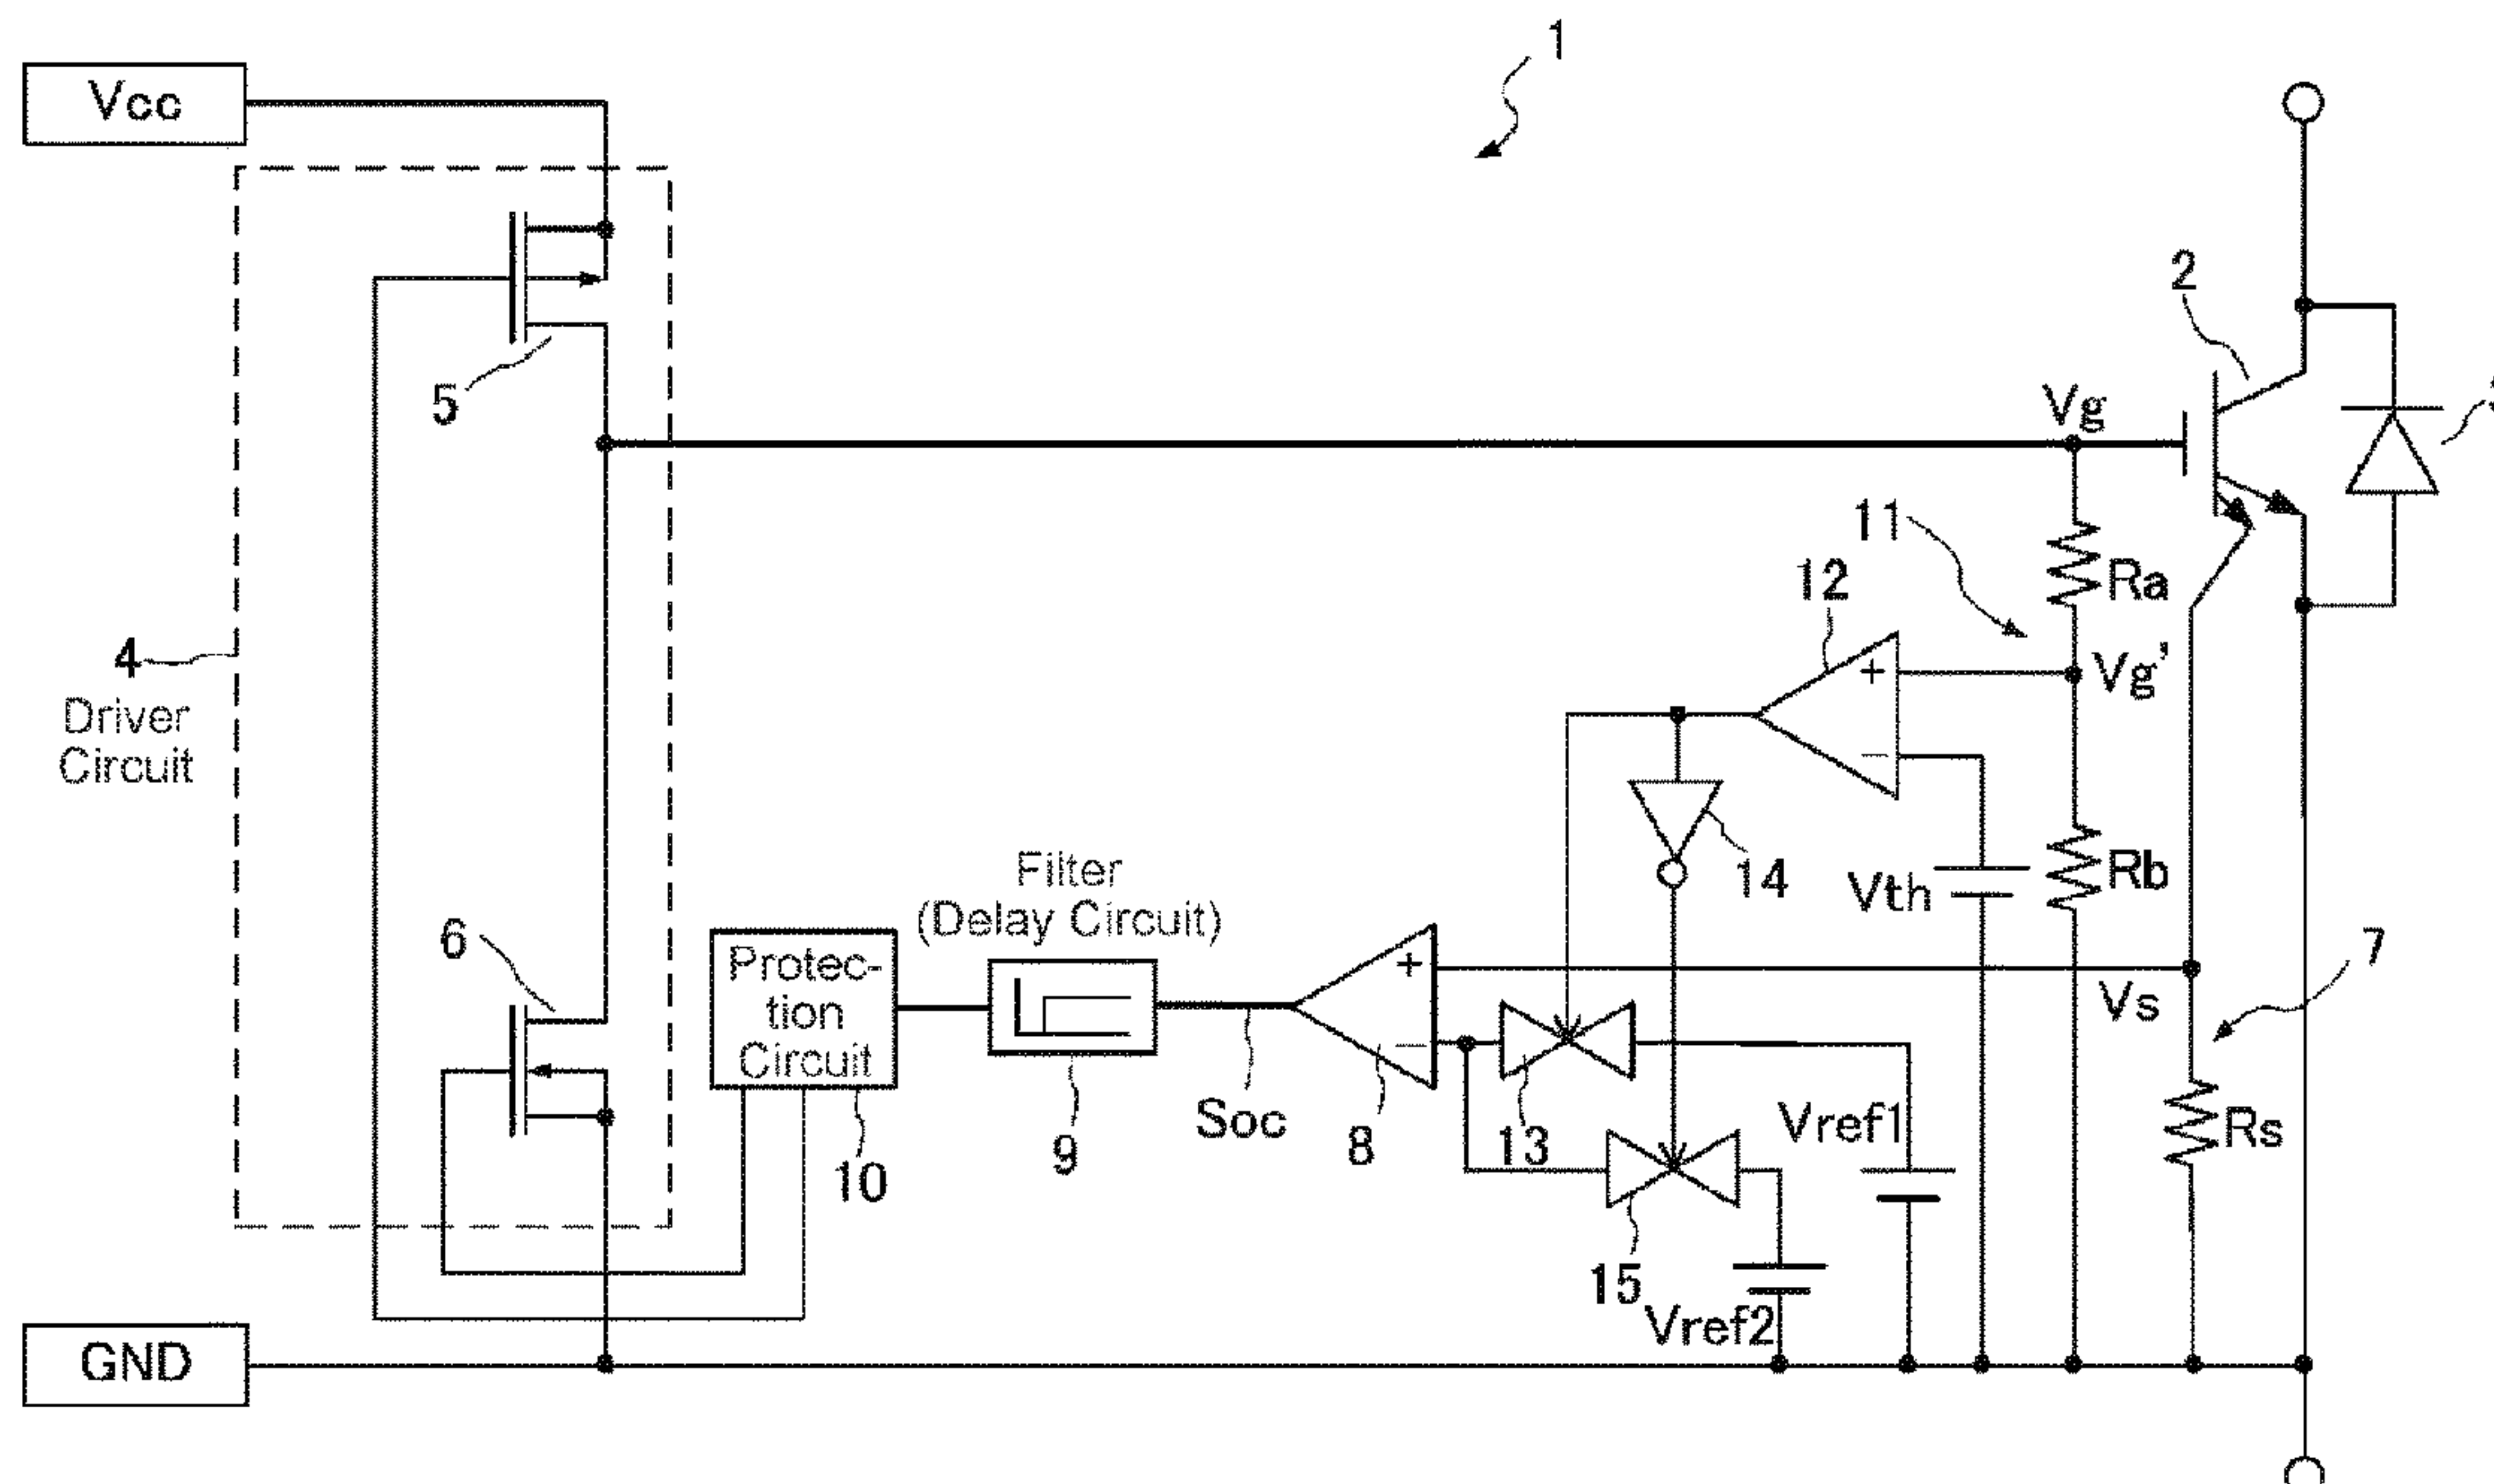 1
Vcc
2
5
Vg
11
12
Ra
4
Driver
Circuit
Vg'
+
−
14
Vth
Rb
Filter
(Delay Circuit)
6
Protec-
tion
Circuit
+
−
7
Vs
Soc
8
13
Vref1
Rs
9
10
15
Vref2
GND